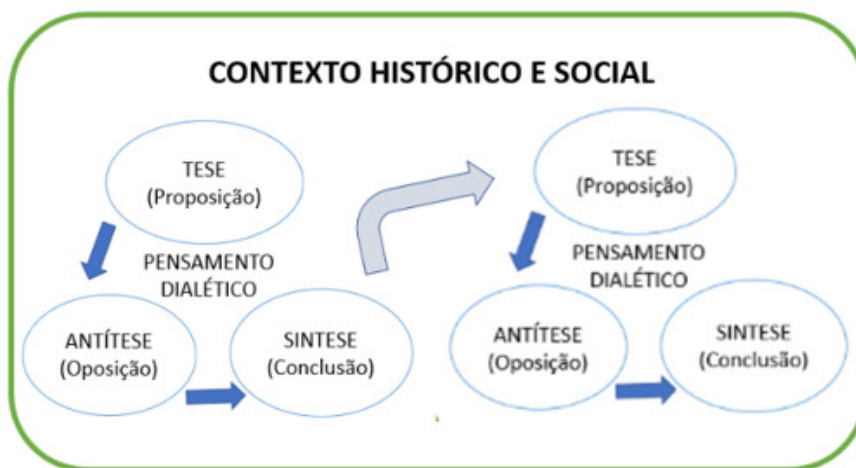 CONTEXTO HISTÓRICO E SOCIAL
TESE
(Proposição)
PENSAMENTO
DIALÉTICO
ANTÍTESE
(Oposição)
SINTESE
(Conclusão)
TESE
(Proposição)
PENSAMENTO
DIALÉTICO
ANTÍTESE
(Oposição)
SINTESE
(Conclusão)